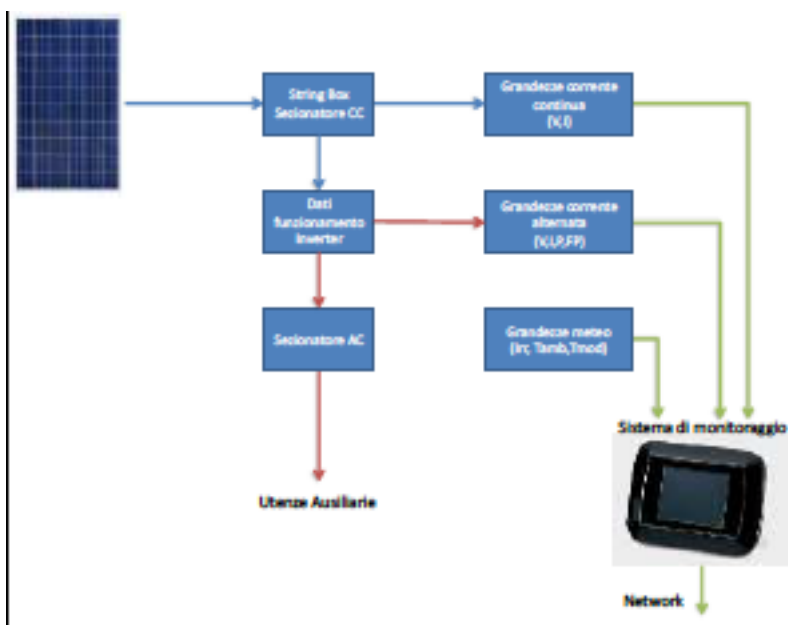 String Box
Sezionatore CC
Grandezze corrente
continua
(V,I)
Dati
funzionamento
inverter
Grandezze corrente
alternata
(V,I,P,FP)
Sezionatore AC
Grandezze meteo
(Irr, Tamb,Tmod)
Sistema di monitoraggio
Utenze Ausiliarie
Network